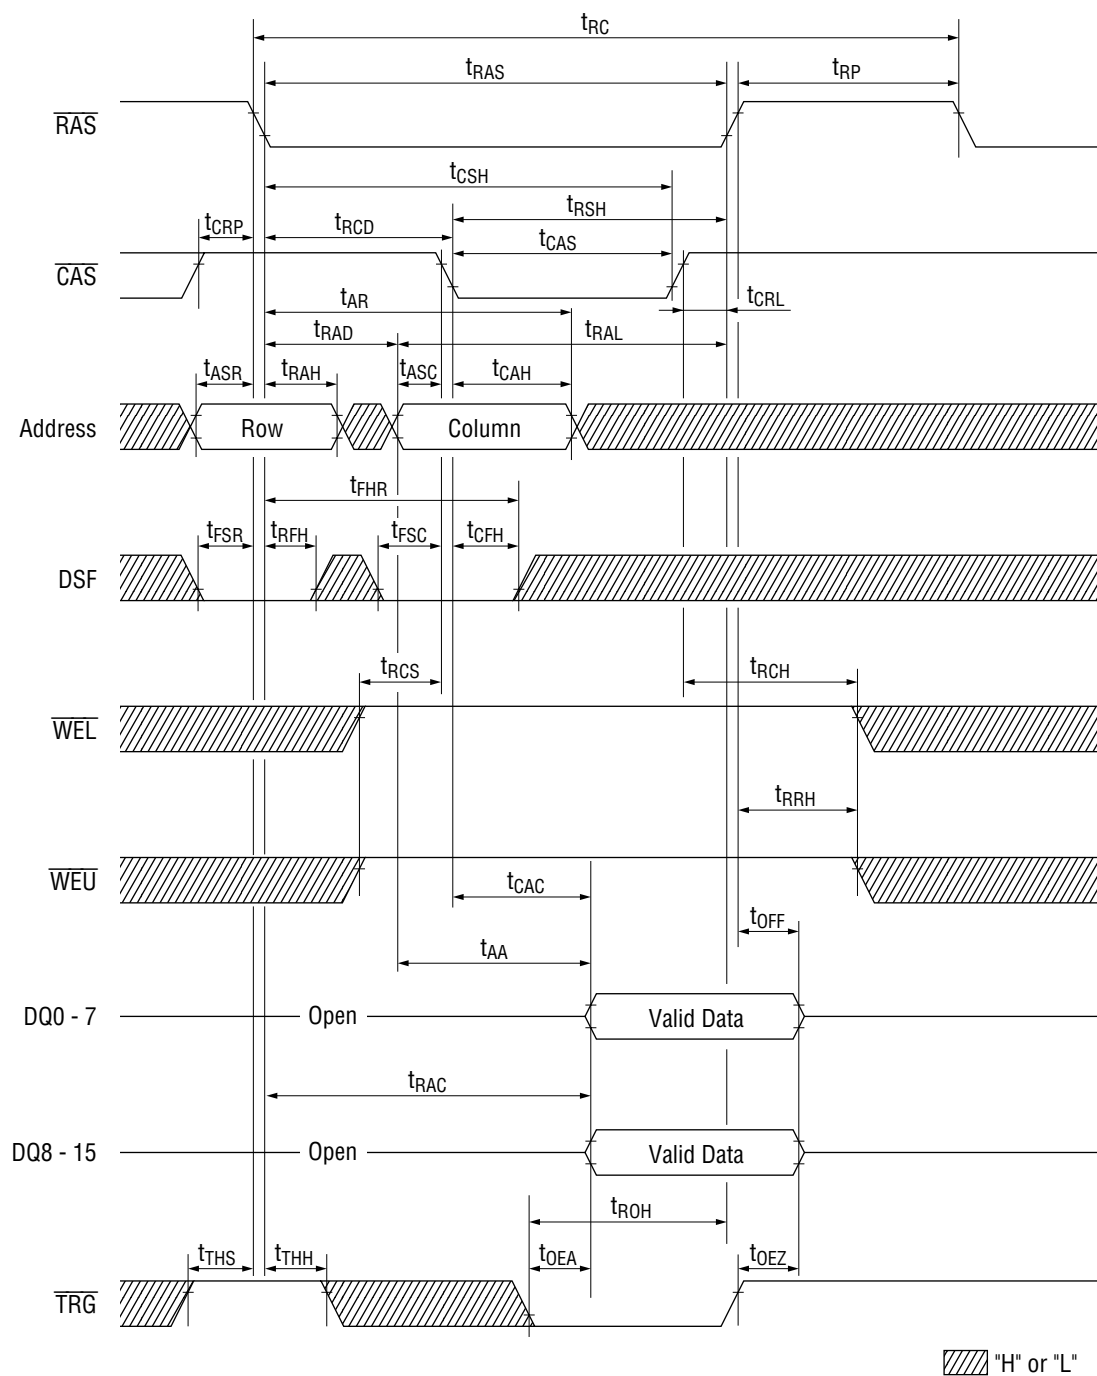 tRC
tRAS tRP
RAS
tCSH
tRSH
tCRP tRCD tCAS
CAS
tAR tCRL
tRAD tRAL
tASR tRAH tASC tCAH
Address Row Column
tFHR
tFSR tRFH tFSC tCFH
DSF
tRCS tRCH
WEL
tRRH
WEU
tCAC
tOFF
tAA
DQ0 - 7 Open Valid Data
tRAC
DQ8 - 15 Open Valid Data
tROH
tTHS tTHH tOEA tOEZ
TRG
"H" or "L"